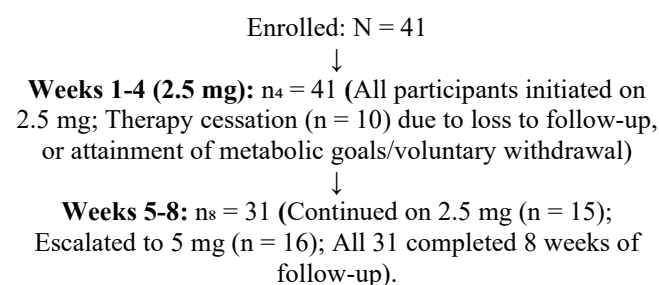 Enrolled: N = 41
↓
Weeks 1-4 (2.5 mg): n₄ = 41 (All participants initiated on
2.5 mg; Therapy cessation (n = 10) due to loss to follow-up,
or attainment of metabolic goals/voluntary withdrawal)
↓
Weeks 5-8: n₈ = 31 (Continued on 2.5 mg (n = 15);
Escalated to 5 mg (n = 16); All 31 completed 8 weeks of
follow-up).